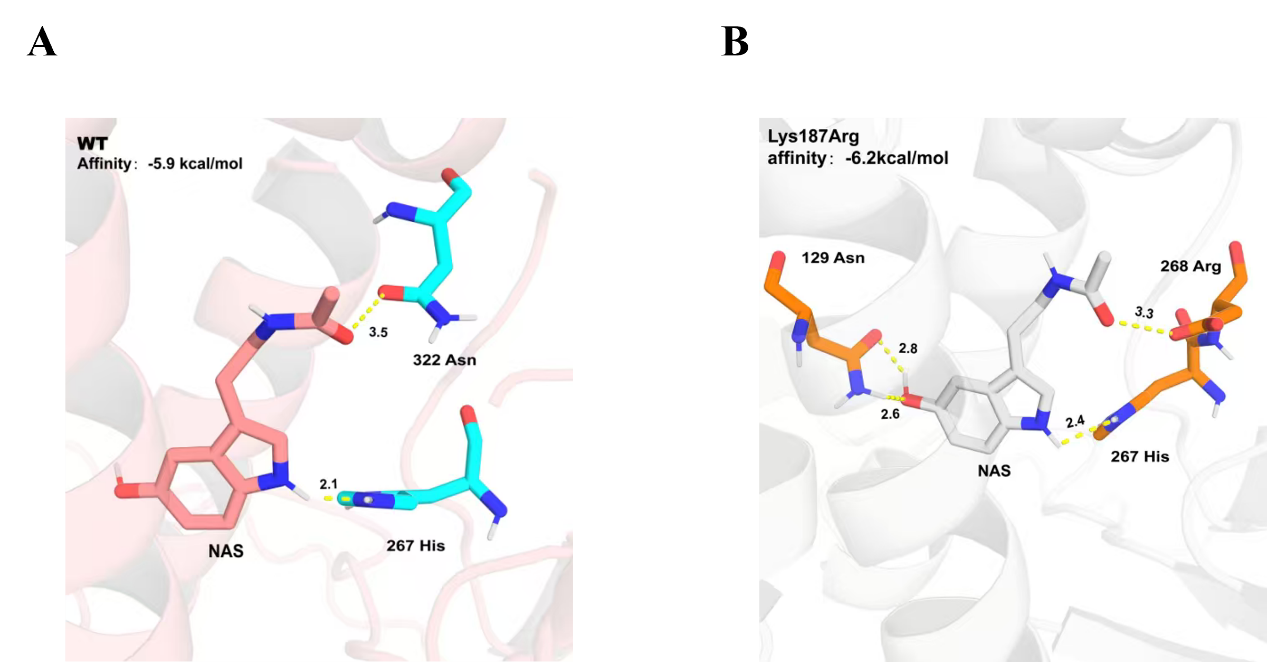 A
B
WT
Affinity: -5.9 kcal/mol
3.5
322 Asn
2.1
267 His
NAS
Lys187Arg
affinity: -6.2kcal/mol
129 Asn
268 Arg
3.3
2.8
2.6
2.4
267 His
NAS